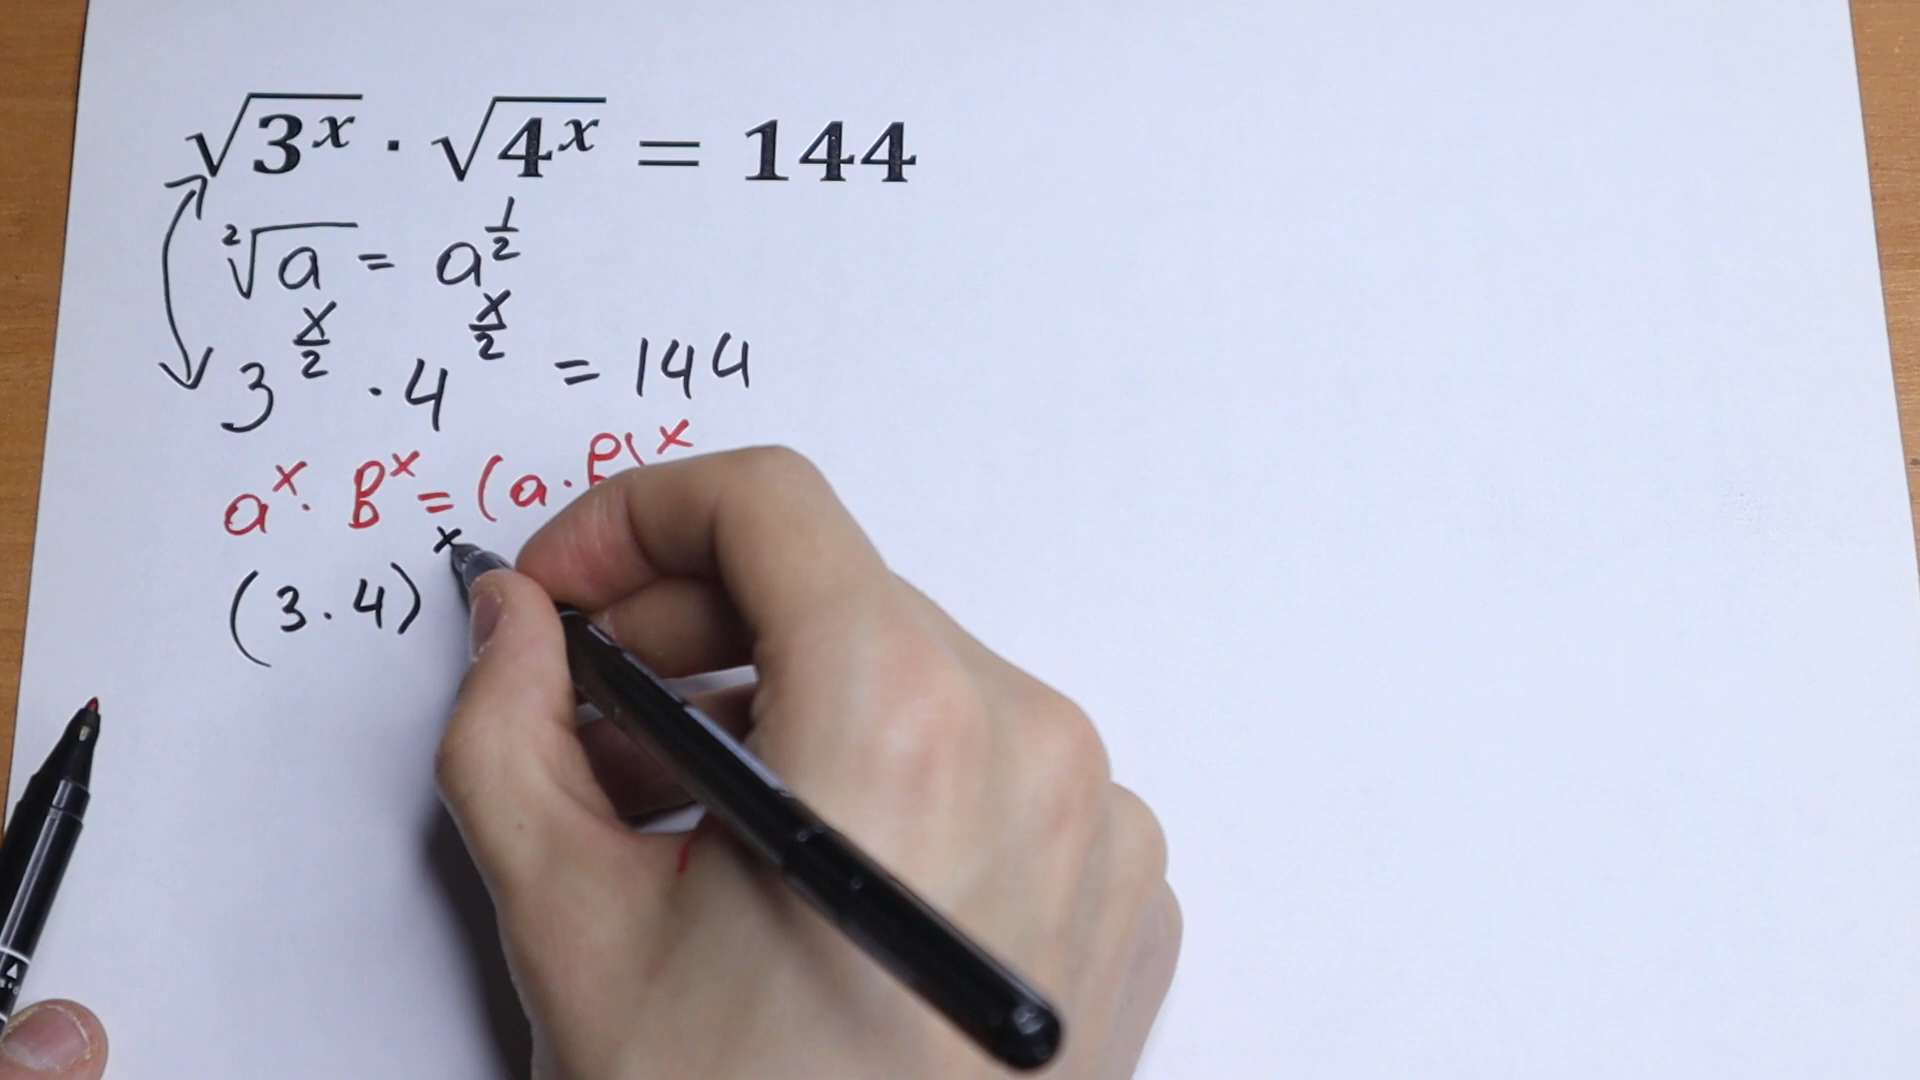 √3^x · √4^x = 144
²√a = a^(1/2)
3^(x/2) · 4^(x/2) = 144
a^x · B^x = (a · B)^x
(3 · 4)^x